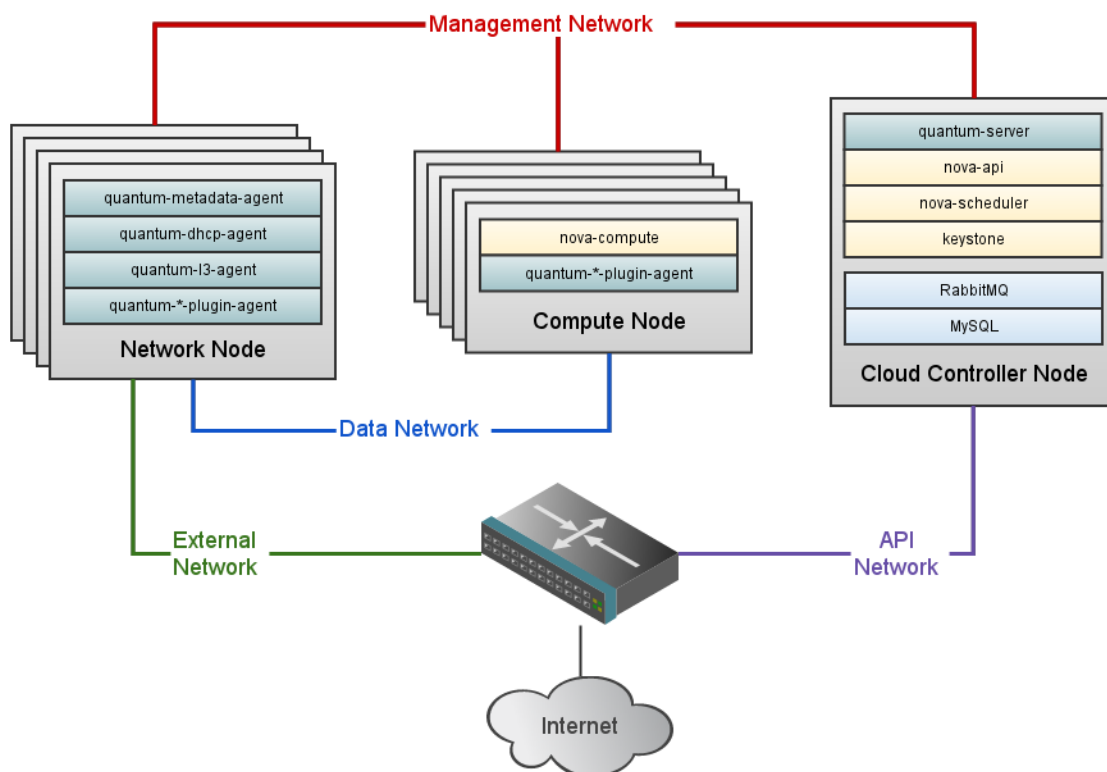 Management Network
quantum-metadata-agent
quantum-dhcp-agent
quantum-l3-agent
quantum-*-plugin-agent
Network Node
nova-compute
quantum-*-plugin-agent
Compute Node
quantum-server
nova-api
nova-scheduler
keystone
RabbitMQ
MySQL
Cloud Controller Node
Data Network
External
Network
API
Network
Internet